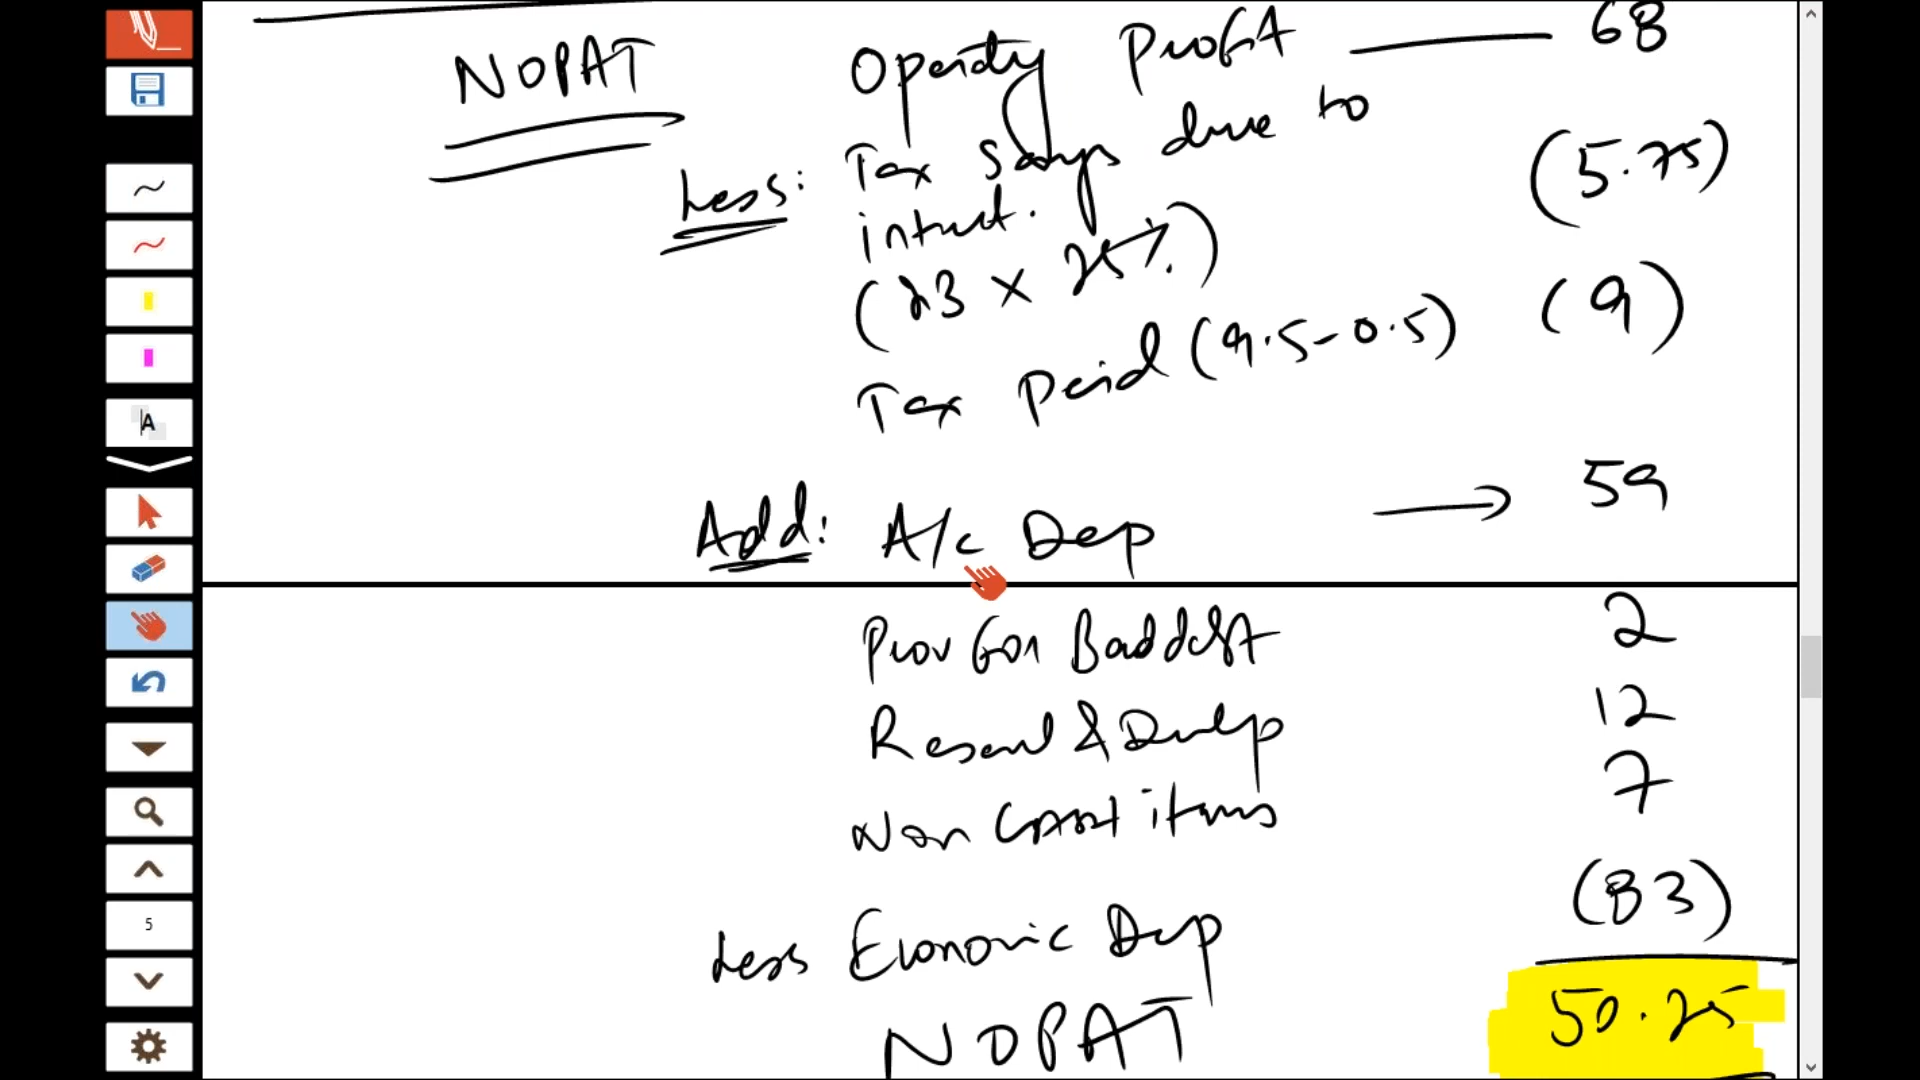 NOPAT Operating Profit — 68
Less: Tax savings due to
interest. (5.75)
(23 × 25%)
Tax Paid (9.5-0.5) (9)
Add: A/c Dep → 59
Prov for Bad debt 2
Research & Develop 12
Non Cash items 7
Less Economic Dep (83)
NOPAT 50.25
A
5